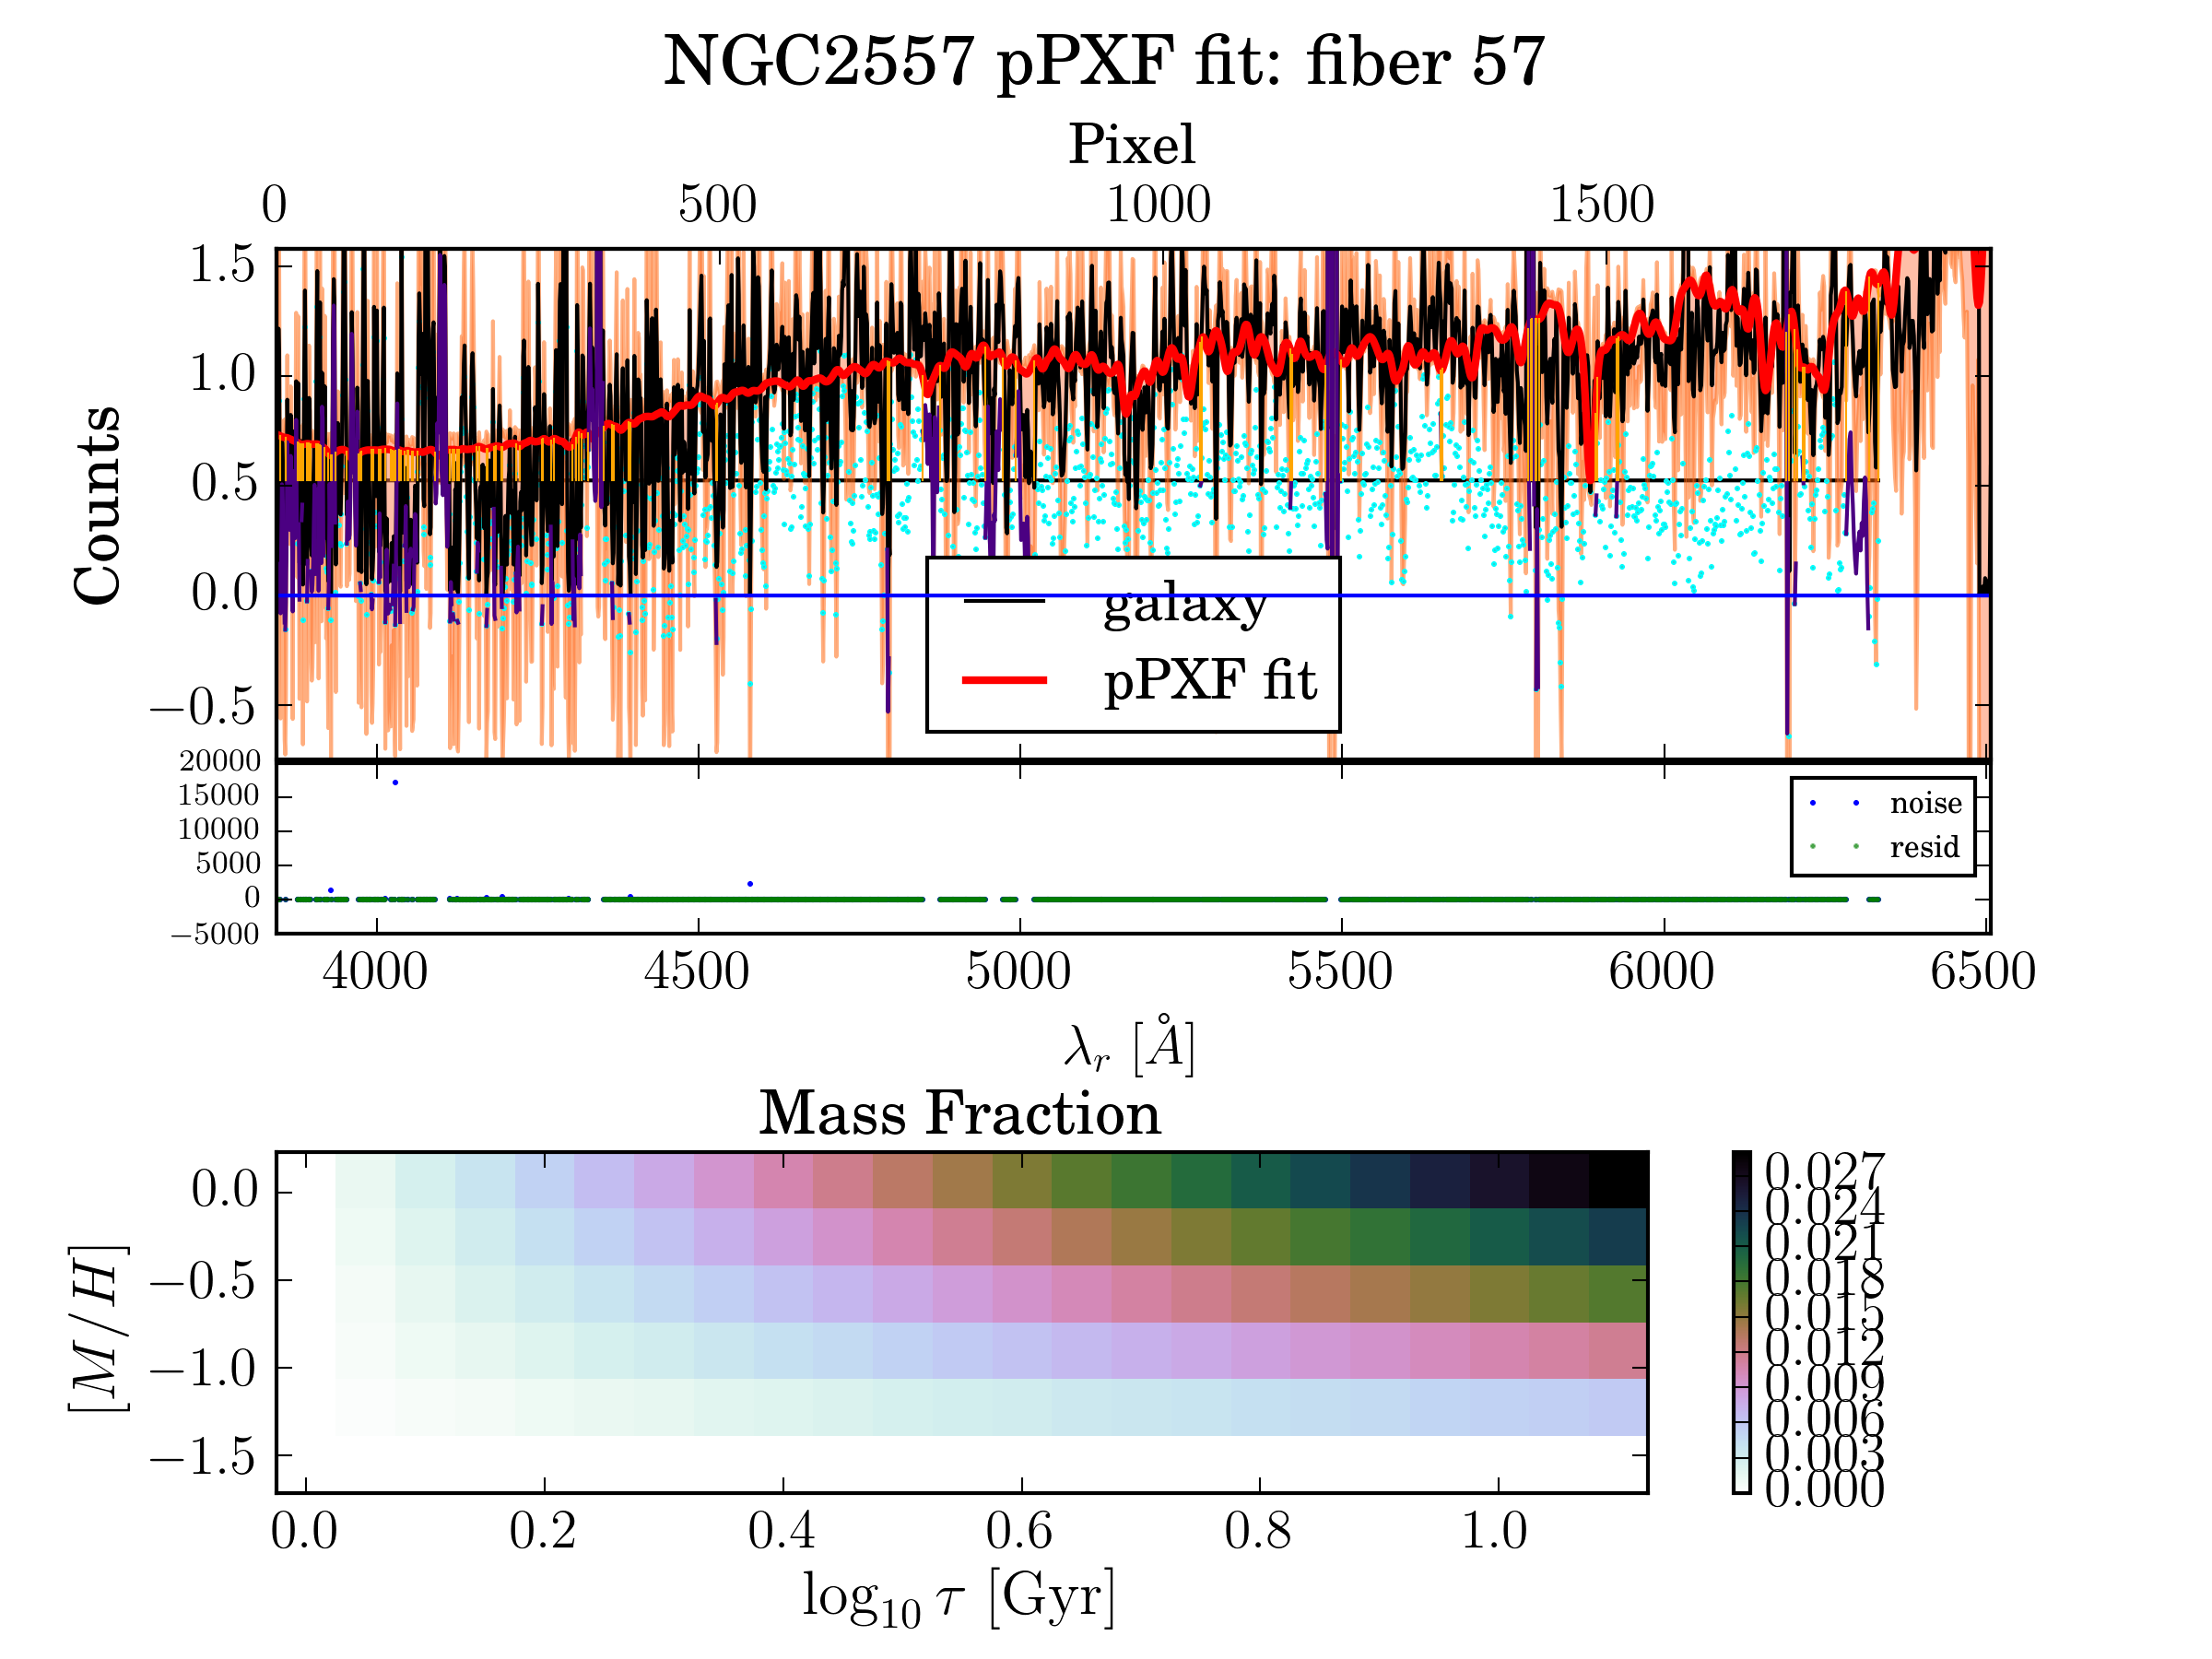 NGC2557 pPXF fit: fiber 57
Pixel
0 500 1000 1500
1.5
1.0
0.5
0.0
−0.5
Counts
galaxy
pPXF fit
20000
15000
10000
5000
0
−5000
noise
resid
4000 4500 5000 5500 6000 6500
λr [Å]
Mass Fraction
0.0
−0.5
−1.0
−1.5
[M/H]
0.027
0.024
0.021
0.018
0.015
0.012
0.009
0.006
0.003
0.000
0.0 0.2 0.4 0.6 0.8 1.0
log10 τ [Gyr]